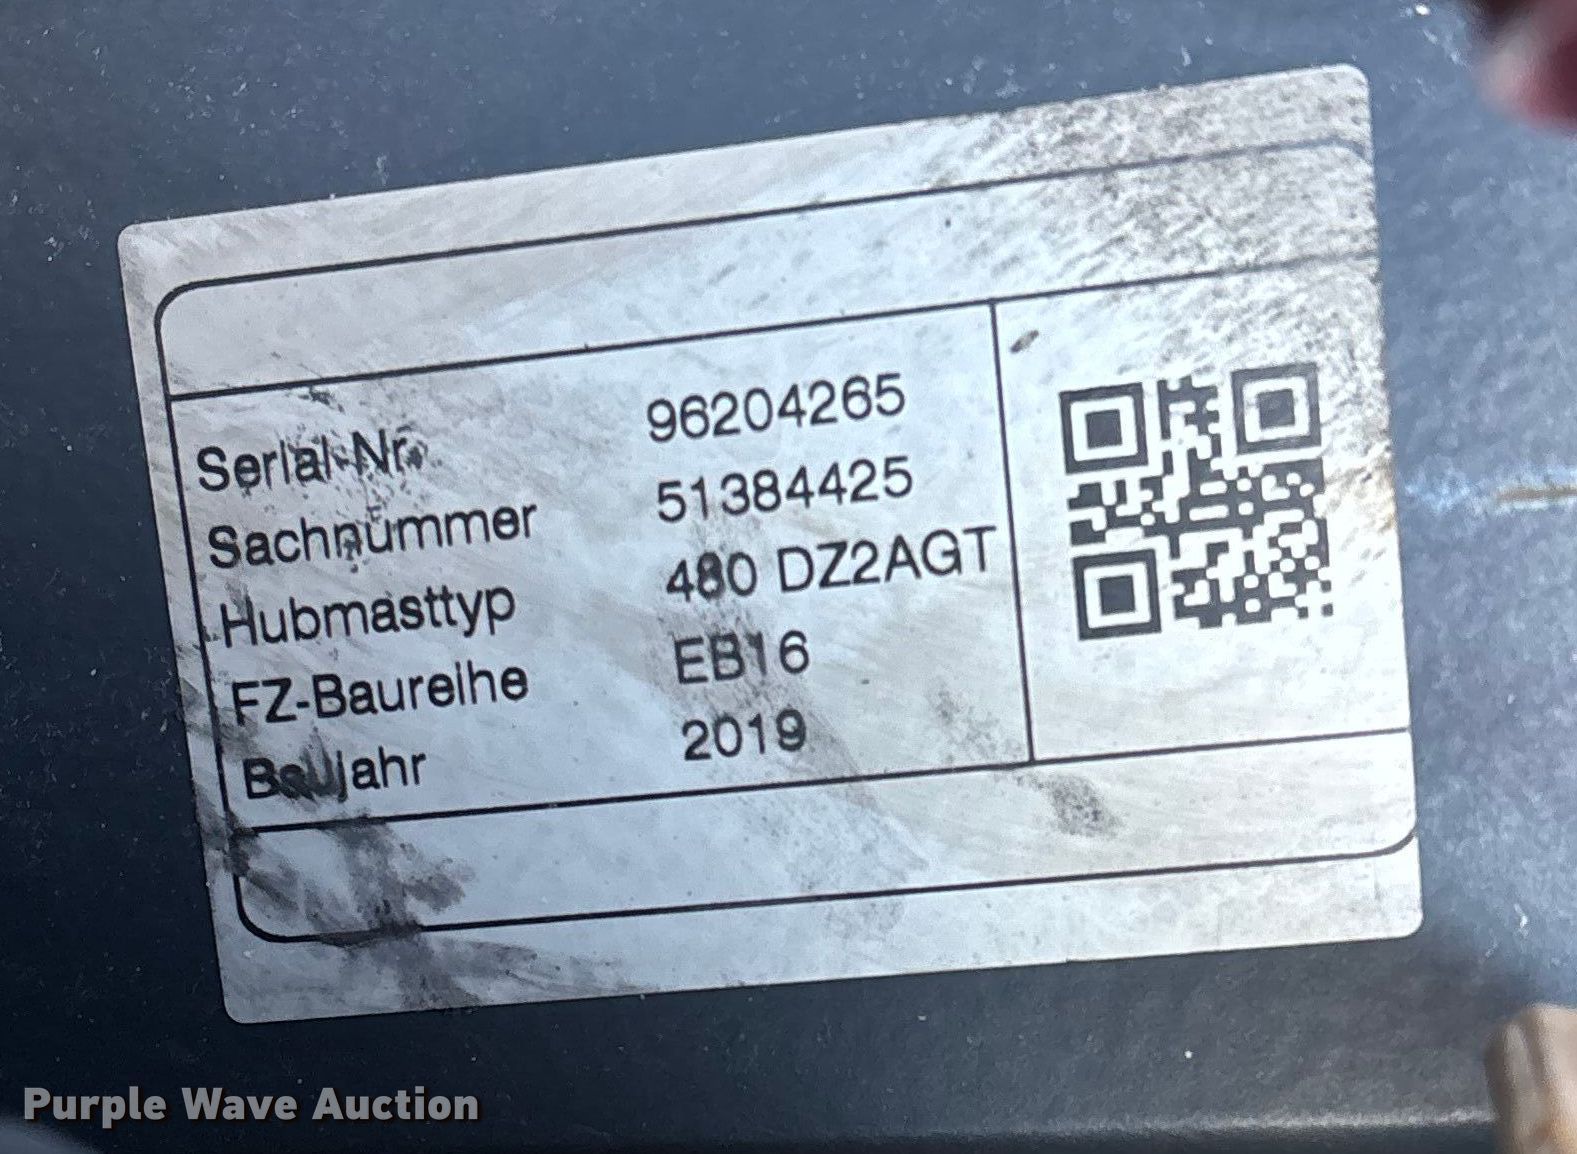 Serial-Nr. 96204265
Sachnummer 51384425
Hubmasttyp 480 DZ2AGT
FZ-Baureihe EB16
Baujahr 2019
Purple Wave Auction